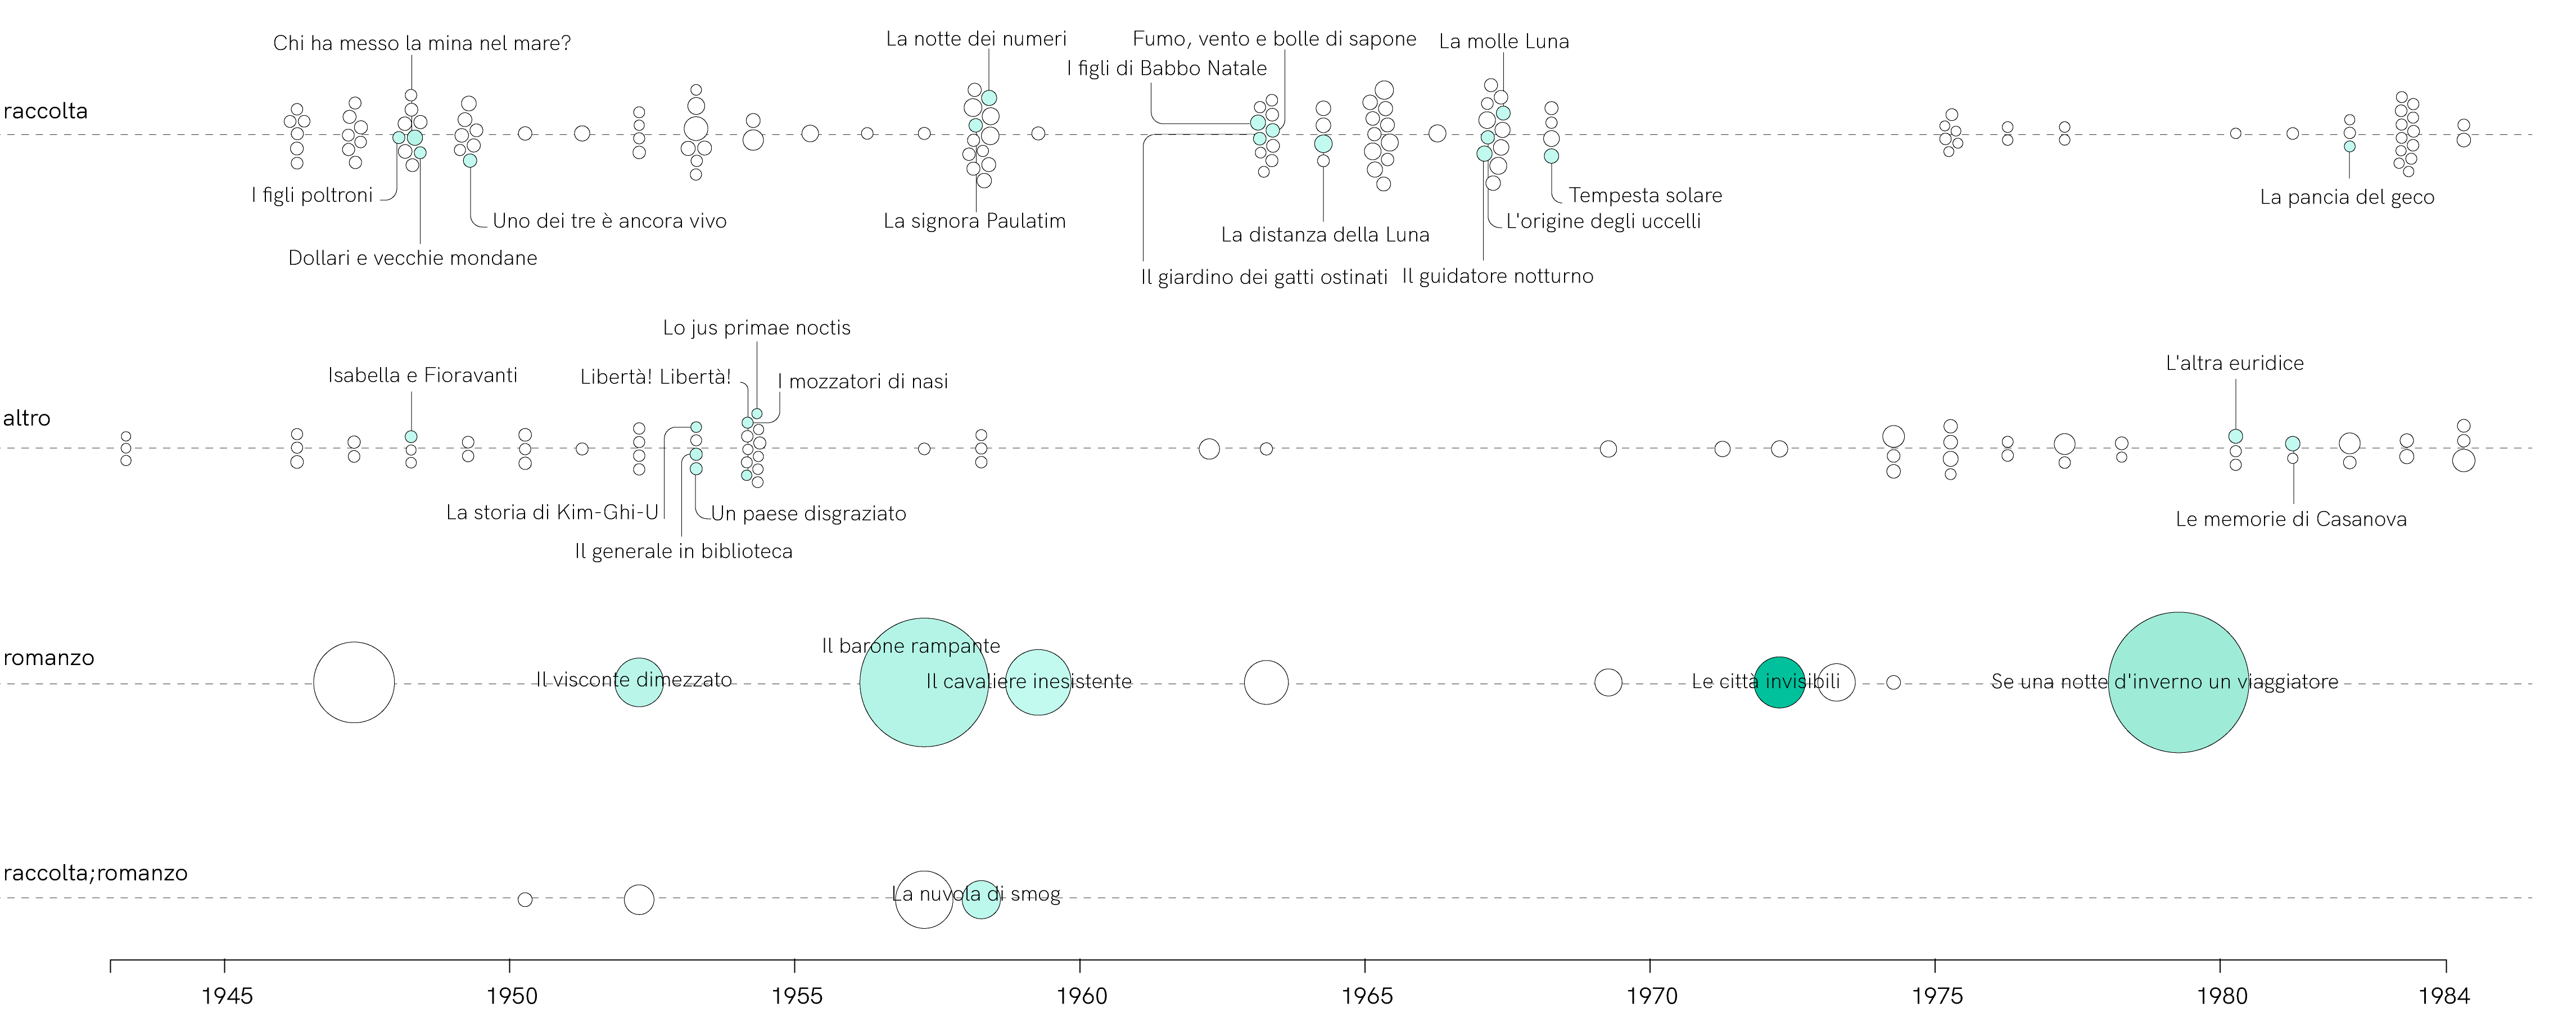 Chi ha messo la mina nel mare?
La notte dei numeri
Fumo, vento e bolle di sapone
La molle Luna
I figli di Babbo Natale
raccolta
I figli poltroni
Uno dei tre è ancora vivo
Dollari e vecchie mondane
La signora Paulatim
La distanza della Luna
Il giardino dei gatti ostinati
Il guidatore notturno
L'origine degli uccelli
Tempesta solare
La pancia del geco
Lo jus primae noctis
Isabella e Fioravanti
Libertà! Libertà!
I mozzatori di nasi
L'altra euridice
altro
La storia di Kim-Ghi-U
Un paese disgraziato
Il generale in biblioteca
Le memorie di Casanova
romanzo
Il visconte dimezzato
Il barone rampante
Il cavaliere inesistente
Le città invisibili
Se una notte d'inverno un viaggiatore
raccolta;romanzo
La nuvola di smog
1945
1950
1955
1960
1965
1970
1975
1980
1984